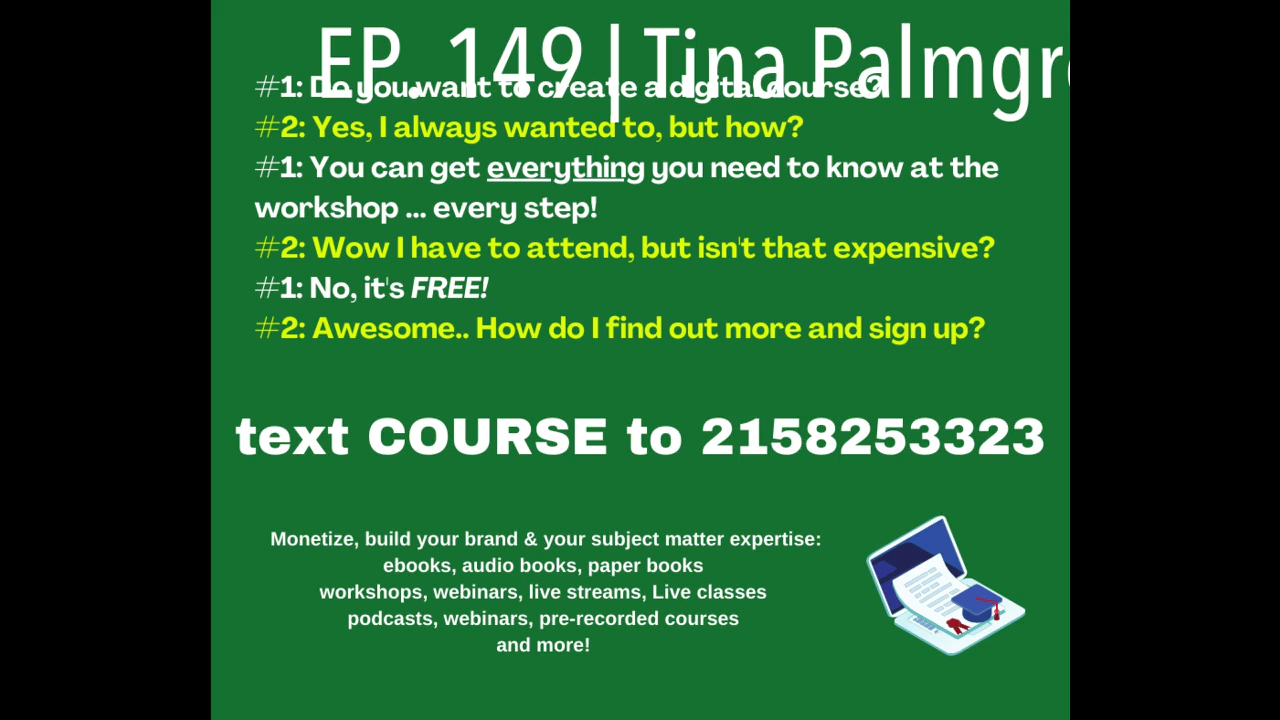 EP. 149 | Tina Palmgr
#1: Do you want to create a digital course?
#2: Yes, I always wanted to, but how?
#1: You can get everything you need to know at the
workshop ... every step!
#2: Wow I have to attend, but isn't that expensive?
#1: No, it's FREE!
#2: Awesome.. How do I find out more and sign up?
text COURSE to 2158253323
Monetize, build your brand & your subject matter expertise:
ebooks, audio books, paper books
workshops, webinars, live streams, Live classes
podcasts, webinars, pre-recorded courses
and more!